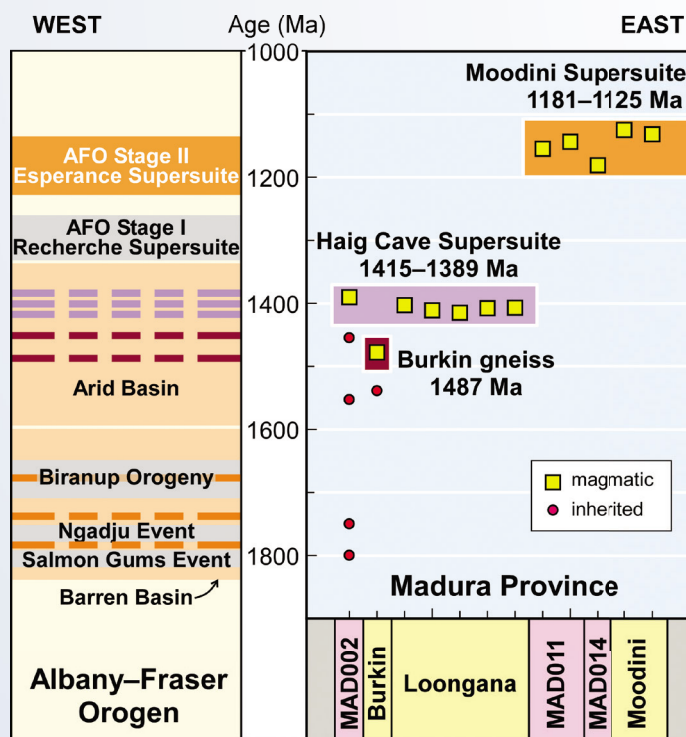 WEST
Age (Ma)
EAST
1000
1200
1400
1600
1800
AFO Stage II
Esperance Supersuite
AFO Stage I
Recherche Supersuite
Arid Basin
Biranup Orogeny
Ngadju Event
Salmon Gums Event
Barren Basin
Albany–Fraser
Orogen
Moodini Supersuite
1181–1125 Ma
Haig Cave Supersuite
1415–1389 Ma
Burkin gneiss
1487 Ma
magmatic
inherited
Madura Province
MAD002
Burkin
Loongana
MAD011
MAD014
Moodini